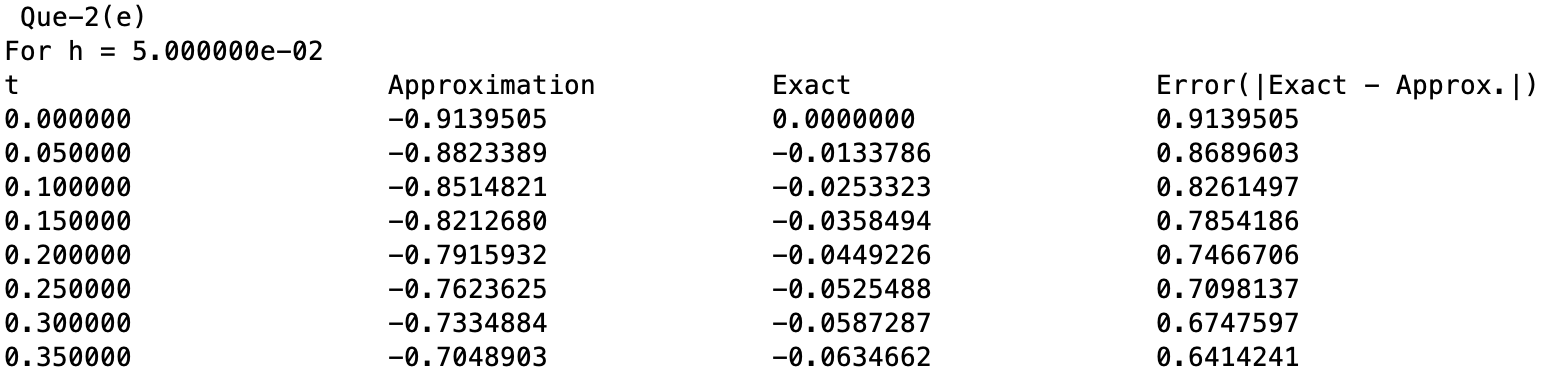 Que-2(e)
For h = 5.000000e-02
t Approximation Exact Error(|Exact - Approx.|)
0.000000 -0.9139505 0.0000000 0.9139505
0.050000 -0.8823389 -0.0133786 0.8689603
0.100000 -0.8514821 -0.0253323 0.8261497
0.150000 -0.8212680 -0.0358494 0.7854186
0.200000 -0.7915932 -0.0449226 0.7466706
0.250000 -0.7623625 -0.0525488 0.7098137
0.300000 -0.7334884 -0.0587287 0.6747597
0.350000 -0.7048903 -0.0634662 0.6414241